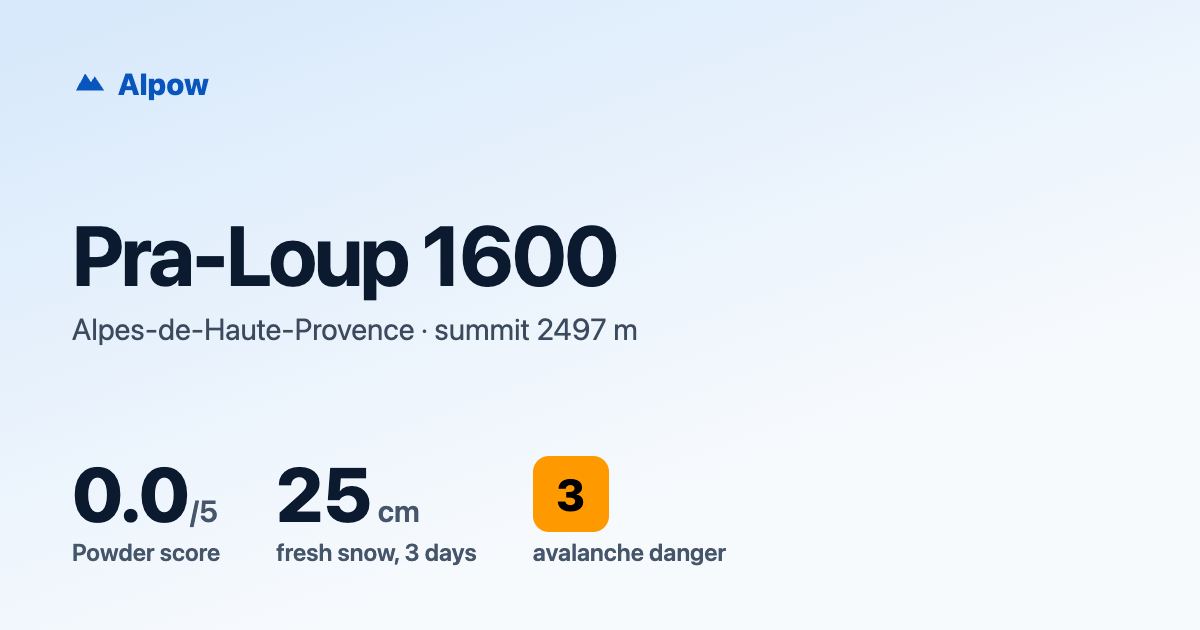 Alpow
Pra-Loup 1600
Alpes-de-Haute-Provence · summit 2497 m
0.0/5 25 cm 3
Powder score fresh snow, 3 days avalanche danger